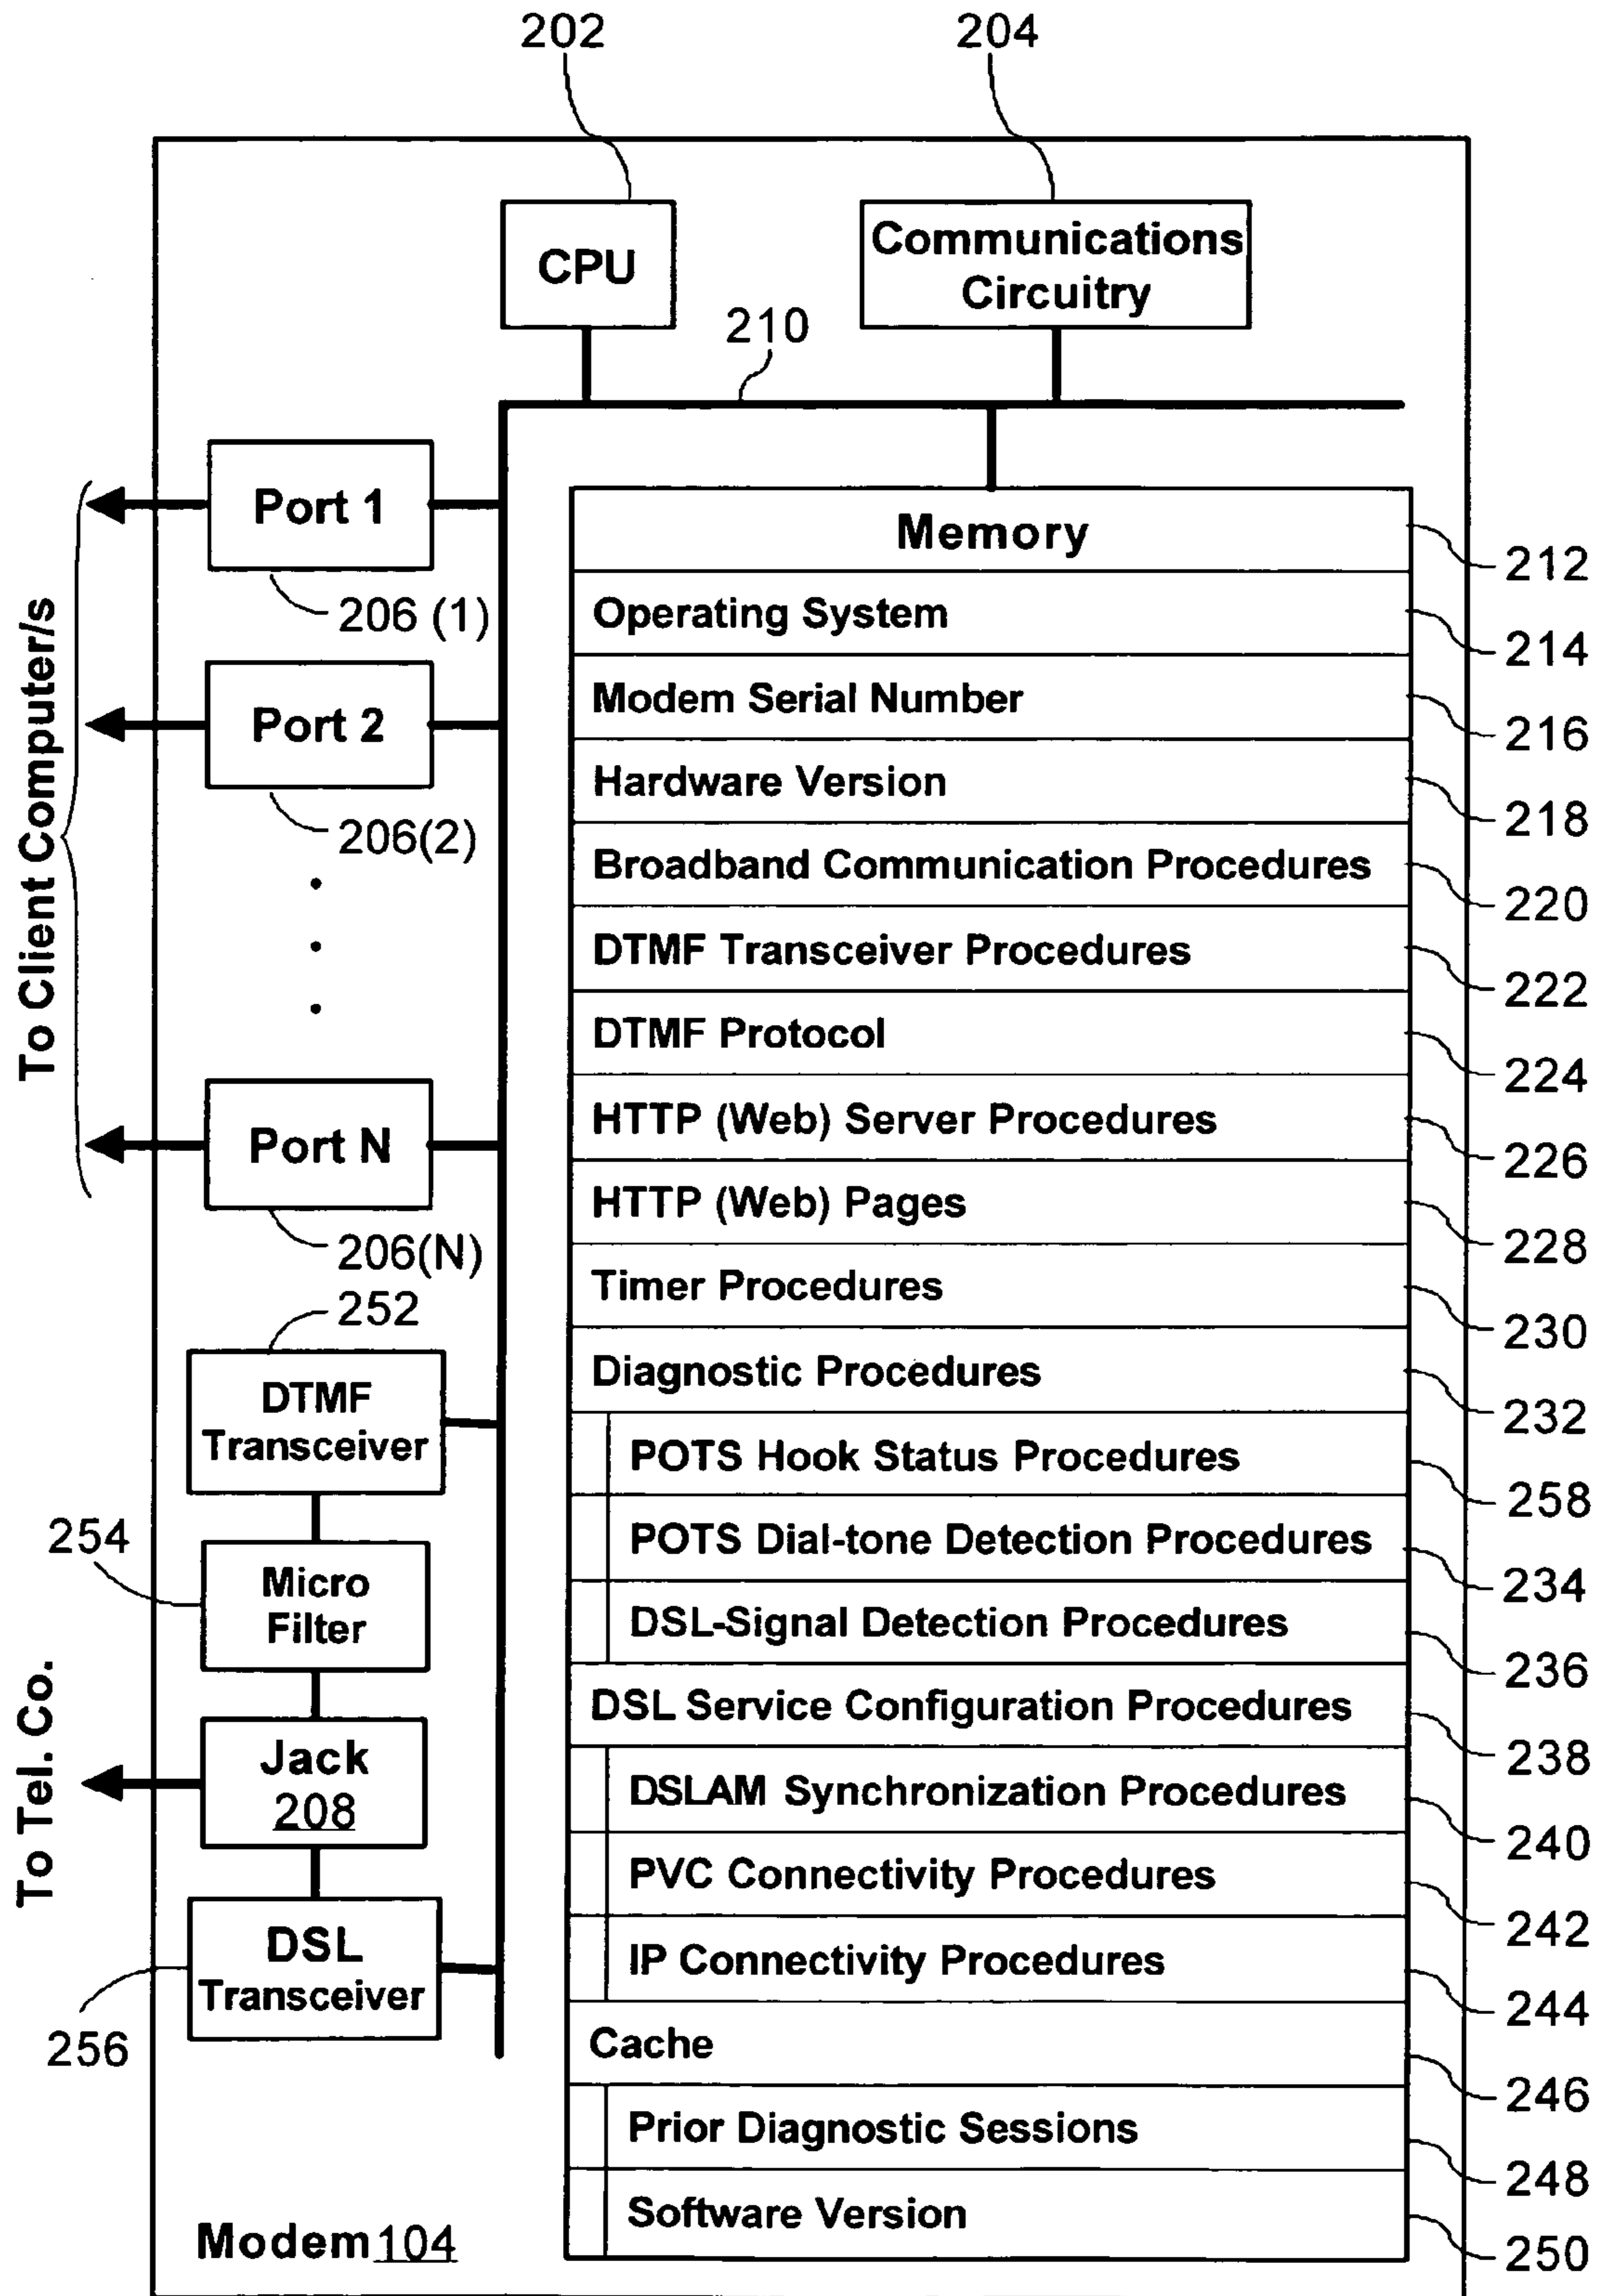 202
204
CPU
Communications
Circuitry
210
To Client Computer/s
Port 1
206 (1)
Port 2
206(2)
Port N
206(N)
252
DTMF
Transceiver
254
Micro
Filter
To Tel. Co.
Jack
208
DSL
Transceiver
256
Modem 104
Memory
212
Operating System
214
Modem Serial Number
216
Hardware Version
218
Broadband Communication Procedures
220
DTMF Transceiver Procedures
222
DTMF Protocol
224
HTTP (Web) Server Procedures
226
HTTP (Web) Pages
228
Timer Procedures
230
Diagnostic Procedures
232
POTS Hook Status Procedures
258
POTS Dial-tone Detection Procedures
234
DSL-Signal Detection Procedures
236
DSL Service Configuration Procedures
238
DSLAM Synchronization Procedures
240
PVC Connectivity Procedures
242
IP Connectivity Procedures
244
Cache
246
Prior Diagnostic Sessions
248
Software Version
250